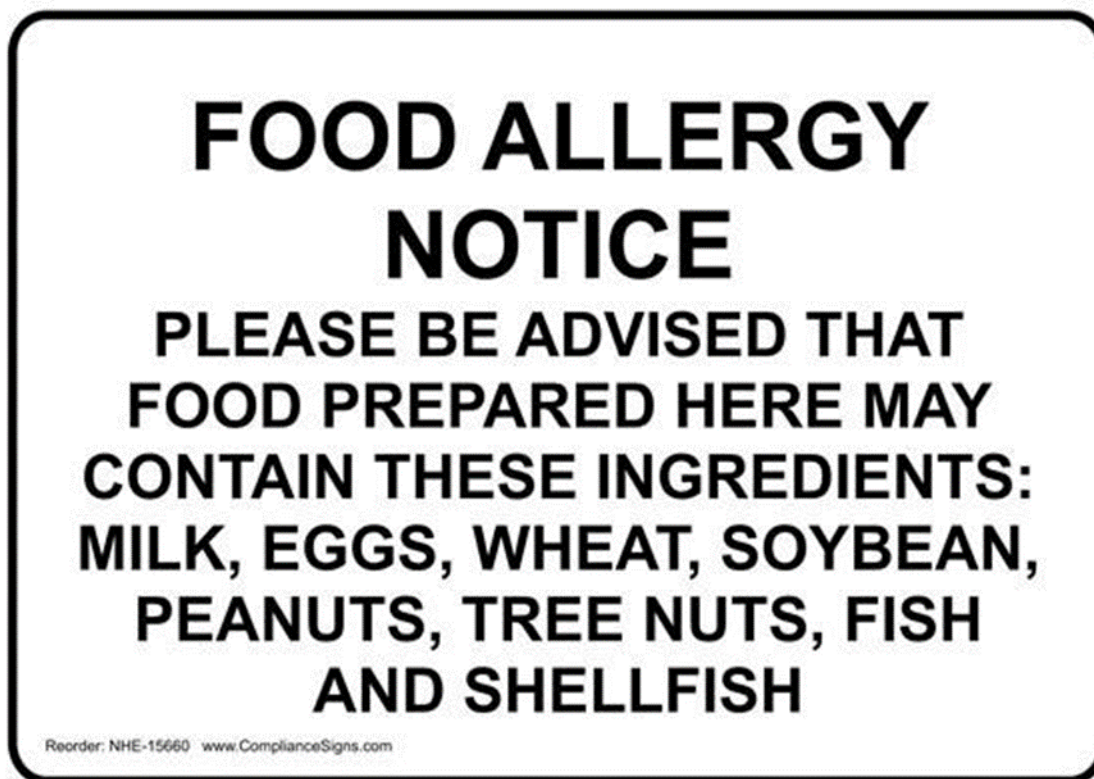 FOOD ALLERGY
NOTICE
PLEASE BE ADVISED THAT
FOOD PREPARED HERE MAY
CONTAIN THESE INGREDIENTS:
MILK, EGGS, WHEAT, SOYBEAN,
PEANUTS, TREE NUTS, FISH
AND SHELLFISH
Reorder: NHE-15660 www.ComplianceSigns.com